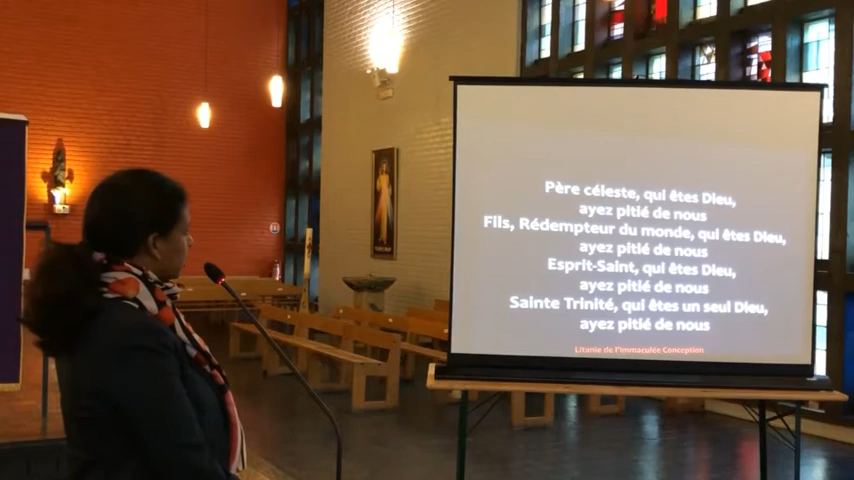 Père céleste, qui êtes Dieu,
ayez pitié de nous
Fils, Rédempteur du monde, qui êtes Dieu,
ayez pitié de nous
Esprit-Saint, qui êtes Dieu,
ayez pitié de nous
Sainte Trinité, qui êtes un seul Dieu,
ayez pitié de nous
Litanie de l'Immaculée Conception